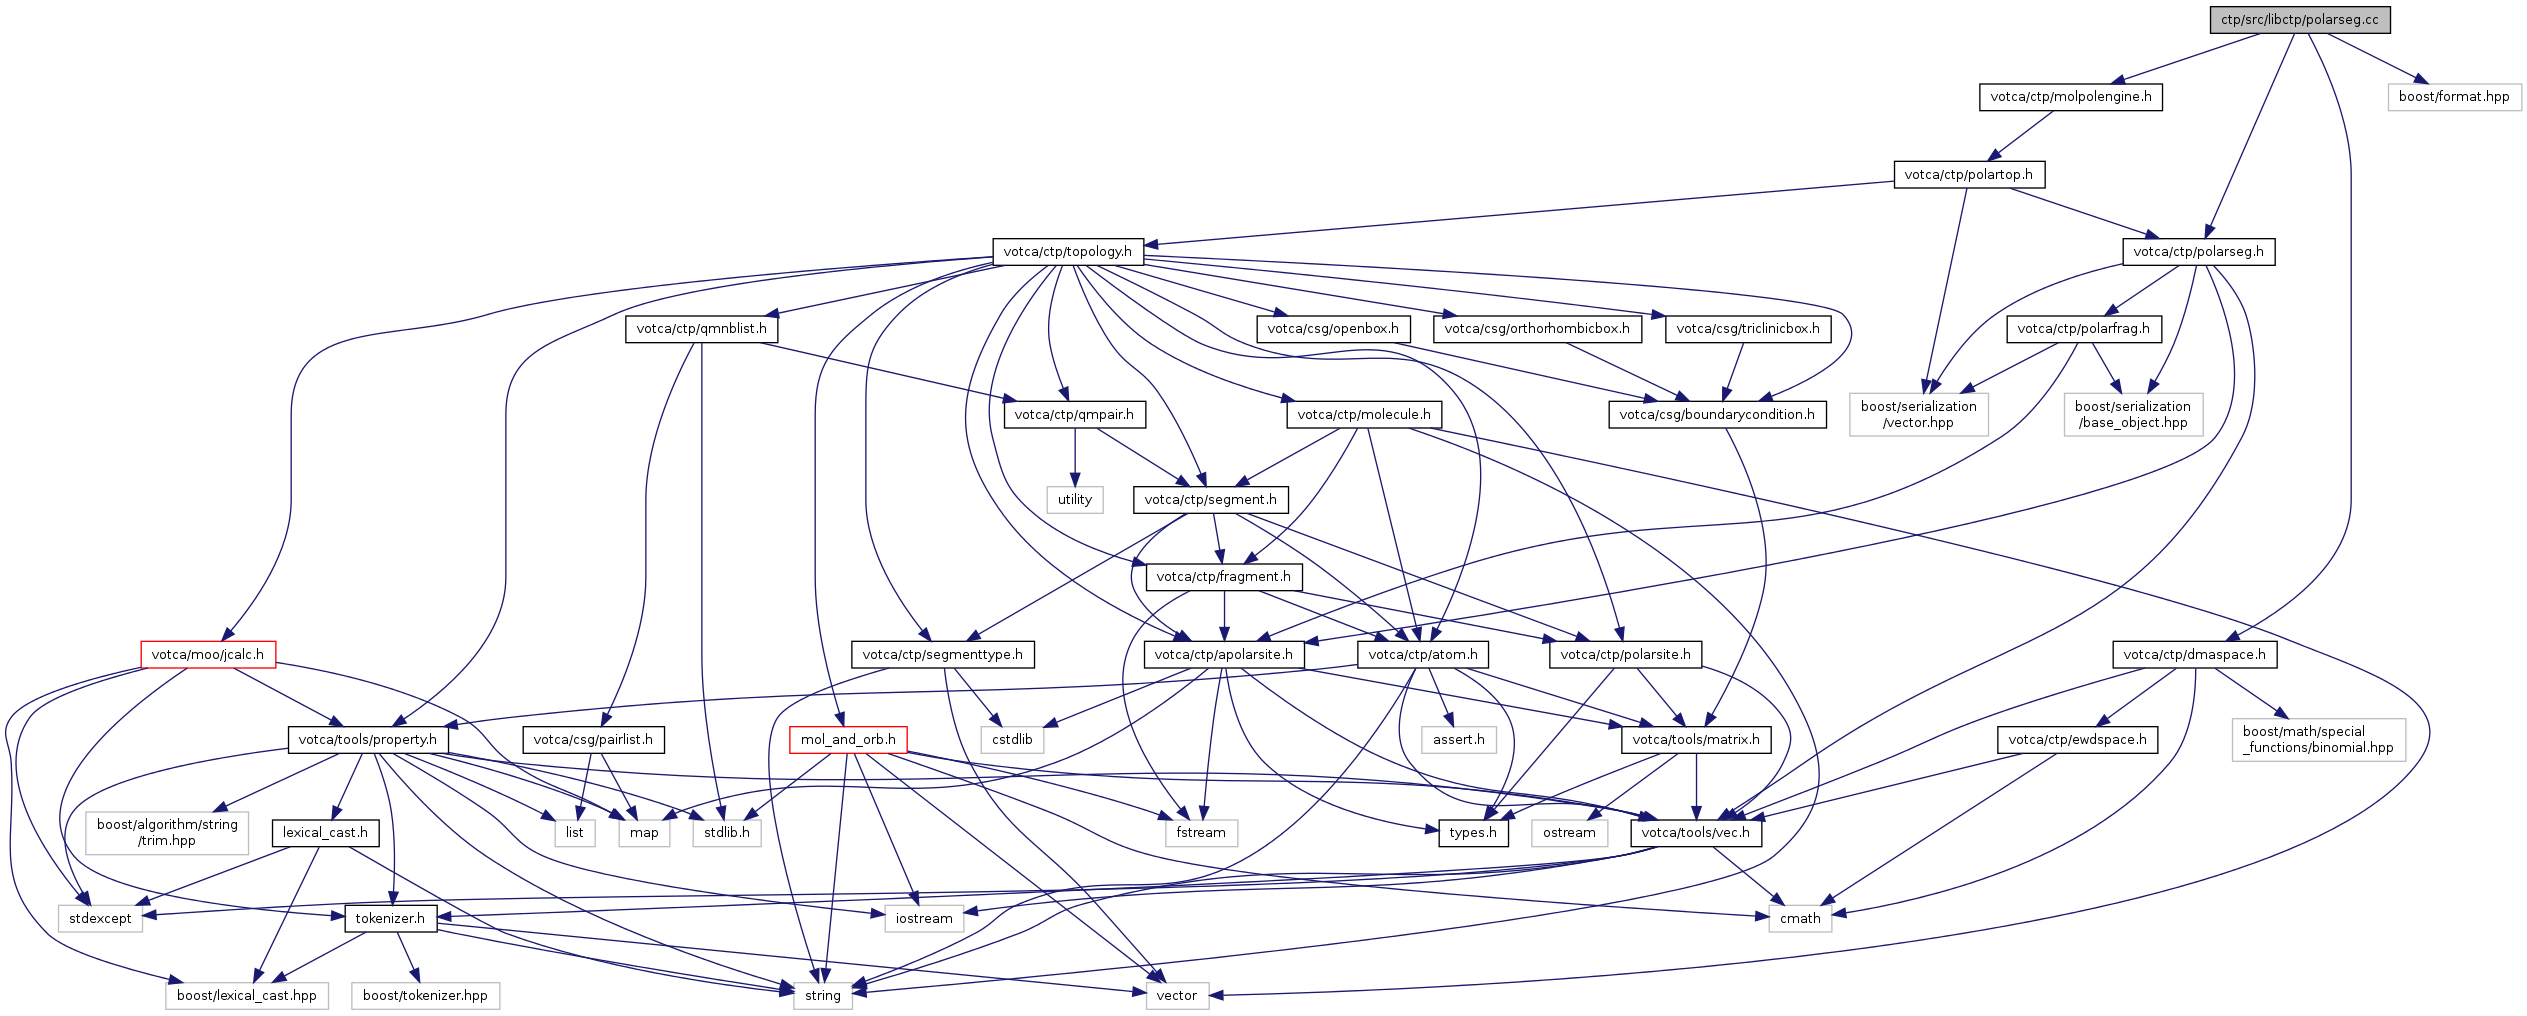 ctp/src/libctp/polarseg.cc
votca/ctp/molpolengine.h
boost/format.hpp
votca/ctp/polartop.h
votca/ctp/topology.h
votca/ctp/polarseg.h
votca/ctp/qmnblist.h
votca/csg/openbox.h
votca/csg/orthorhombicbox.h
votca/csg/triclinicbox.h
votca/ctp/polarfrag.h
votca/ctp/qmpair.h
votca/ctp/molecule.h
votca/csg/boundarycondition.h
boost/serialization
/vector.hpp
boost/serialization
/base_object.hpp
utility
votca/ctp/segment.h
votca/ctp/fragment.h
votca/moo/jcalc.h
votca/ctp/segmenttype.h
votca/ctp/apolarsite.h
votca/ctp/atom.h
votca/ctp/polarsite.h
votca/ctp/dmaspace.h
votca/tools/property.h
votca/csg/pairlist.h
mol_and_orb.h
cstdlib
assert.h
votca/tools/matrix.h
votca/ctp/ewdspace.h
boost/math/special
_functions/binomial.hpp
boost/algorithm/string
/trim.hpp
lexical_cast.h
list
map
stdlib.h
fstream
types.h
ostream
votca/tools/vec.h
stdexcept
tokenizer.h
iostream
cmath
boost/lexical_cast.hpp
boost/tokenizer.hpp
string
vector